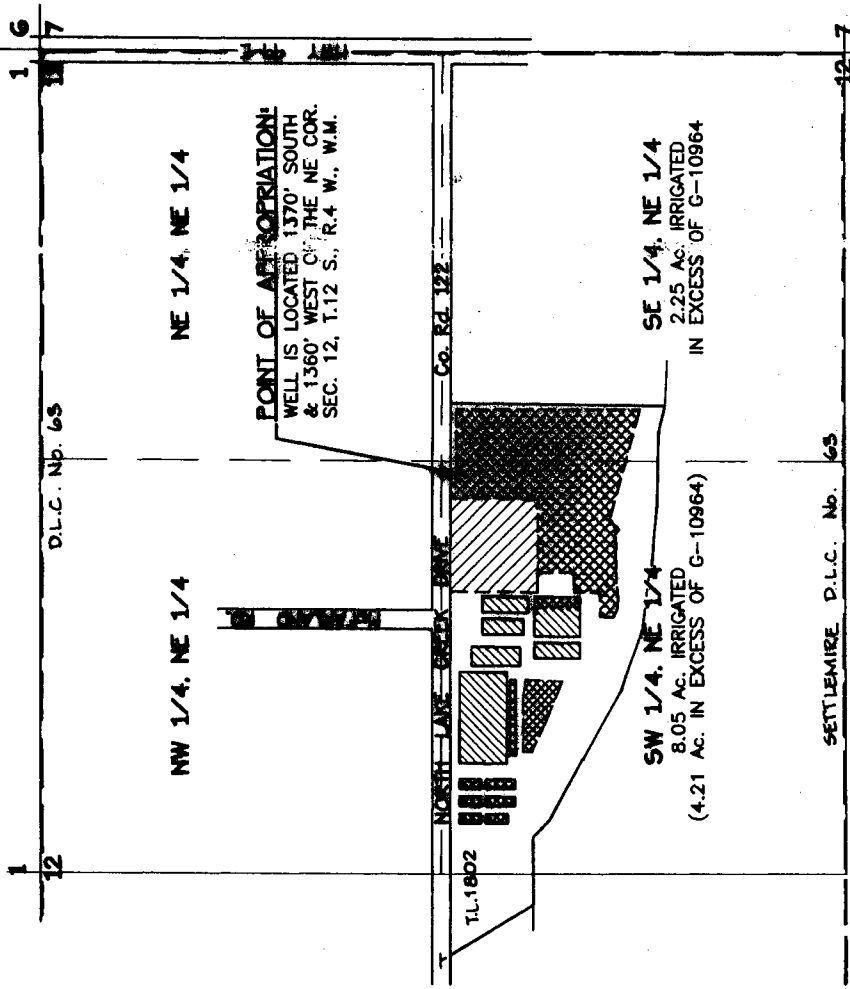 1
6
12
7
D.L.C. No. 63
NW 1/4, NE 1/4
NE 1/4, NE 1/4
POINT OF APPROPRIATION:
WELL IS LOCATED 1370' SOUTH
& 1360' WEST OF THE NE COR.
SEC. 12, T.12 S., R.4 W., W.M.
NORTH LAKE CREEK DRIVE
Co. Rd 122
T.L.1802
SW 1/4, NE 1/4
8.05 Ac. IRRIGATED
(4.21 Ac. IN EXCESS OF G-10964)
SE 1/4, NE 1/4
2.25 Ac. IRRIGATED
IN EXCESS OF G-10964
SETTLEMIRE D.L.C. No. 63
12
7
1